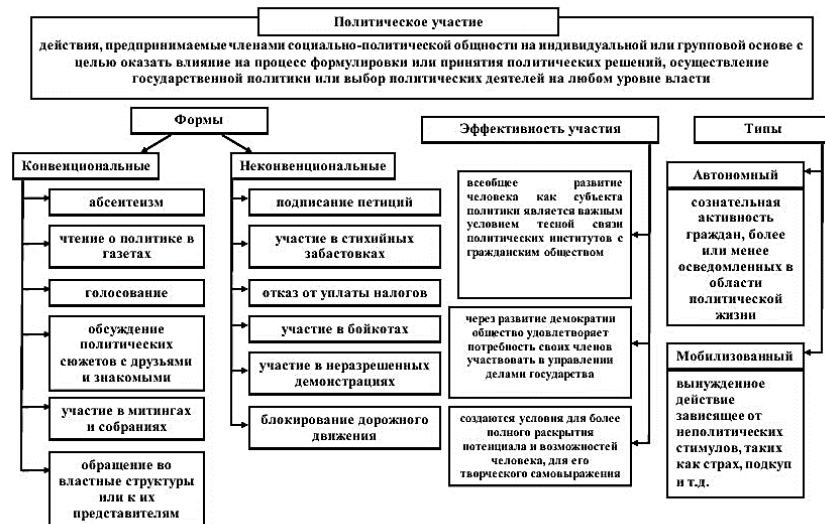 Политическое участие
действия, предпринимаемые членами социально-политической общности на индивидуальной или групповой основе с
целью оказать влияние на процесс формулировки или принятия политических решений, осуществление
государственной политики или выбор политических деятелей на любом уровне власти
Формы
Конвенциональные
абсентеизм
чтение о политике в
газетах
голосование
обсуждение
политических
сюжетов с друзьями
и знакомыми
участие в митингах
и собраниях
обращение во
властные структуры
или к их
представителям
Неконвенциональные
подписание петиций
участие в стихийных
забастовках
отказ от уплаты налогов
участие в бойкотах
участие в неразрешенных
демонстрациях
блокирование дорожного
движения
Эффективность участия
всеобщее развитие
человека как субъекта
политики является важным
условием тесной связи
политических институтов с
гражданским обществом
через развитие демократии
общество удовлетворяет
потребность своих членов
участвовать в управлении
делами государства
создаются условия для более
полного раскрытия
потенциала и возможностей
человека, для его
творческого самовыражения
Типы
Автономный
сознательная
активность
граждан, более
или менее
осведомленных в
области
политической
жизни
Мобилизованный
вынужденное
действие
зависящее от
неполитических
стимулов, таких
как страх, подкуп
и т.д.